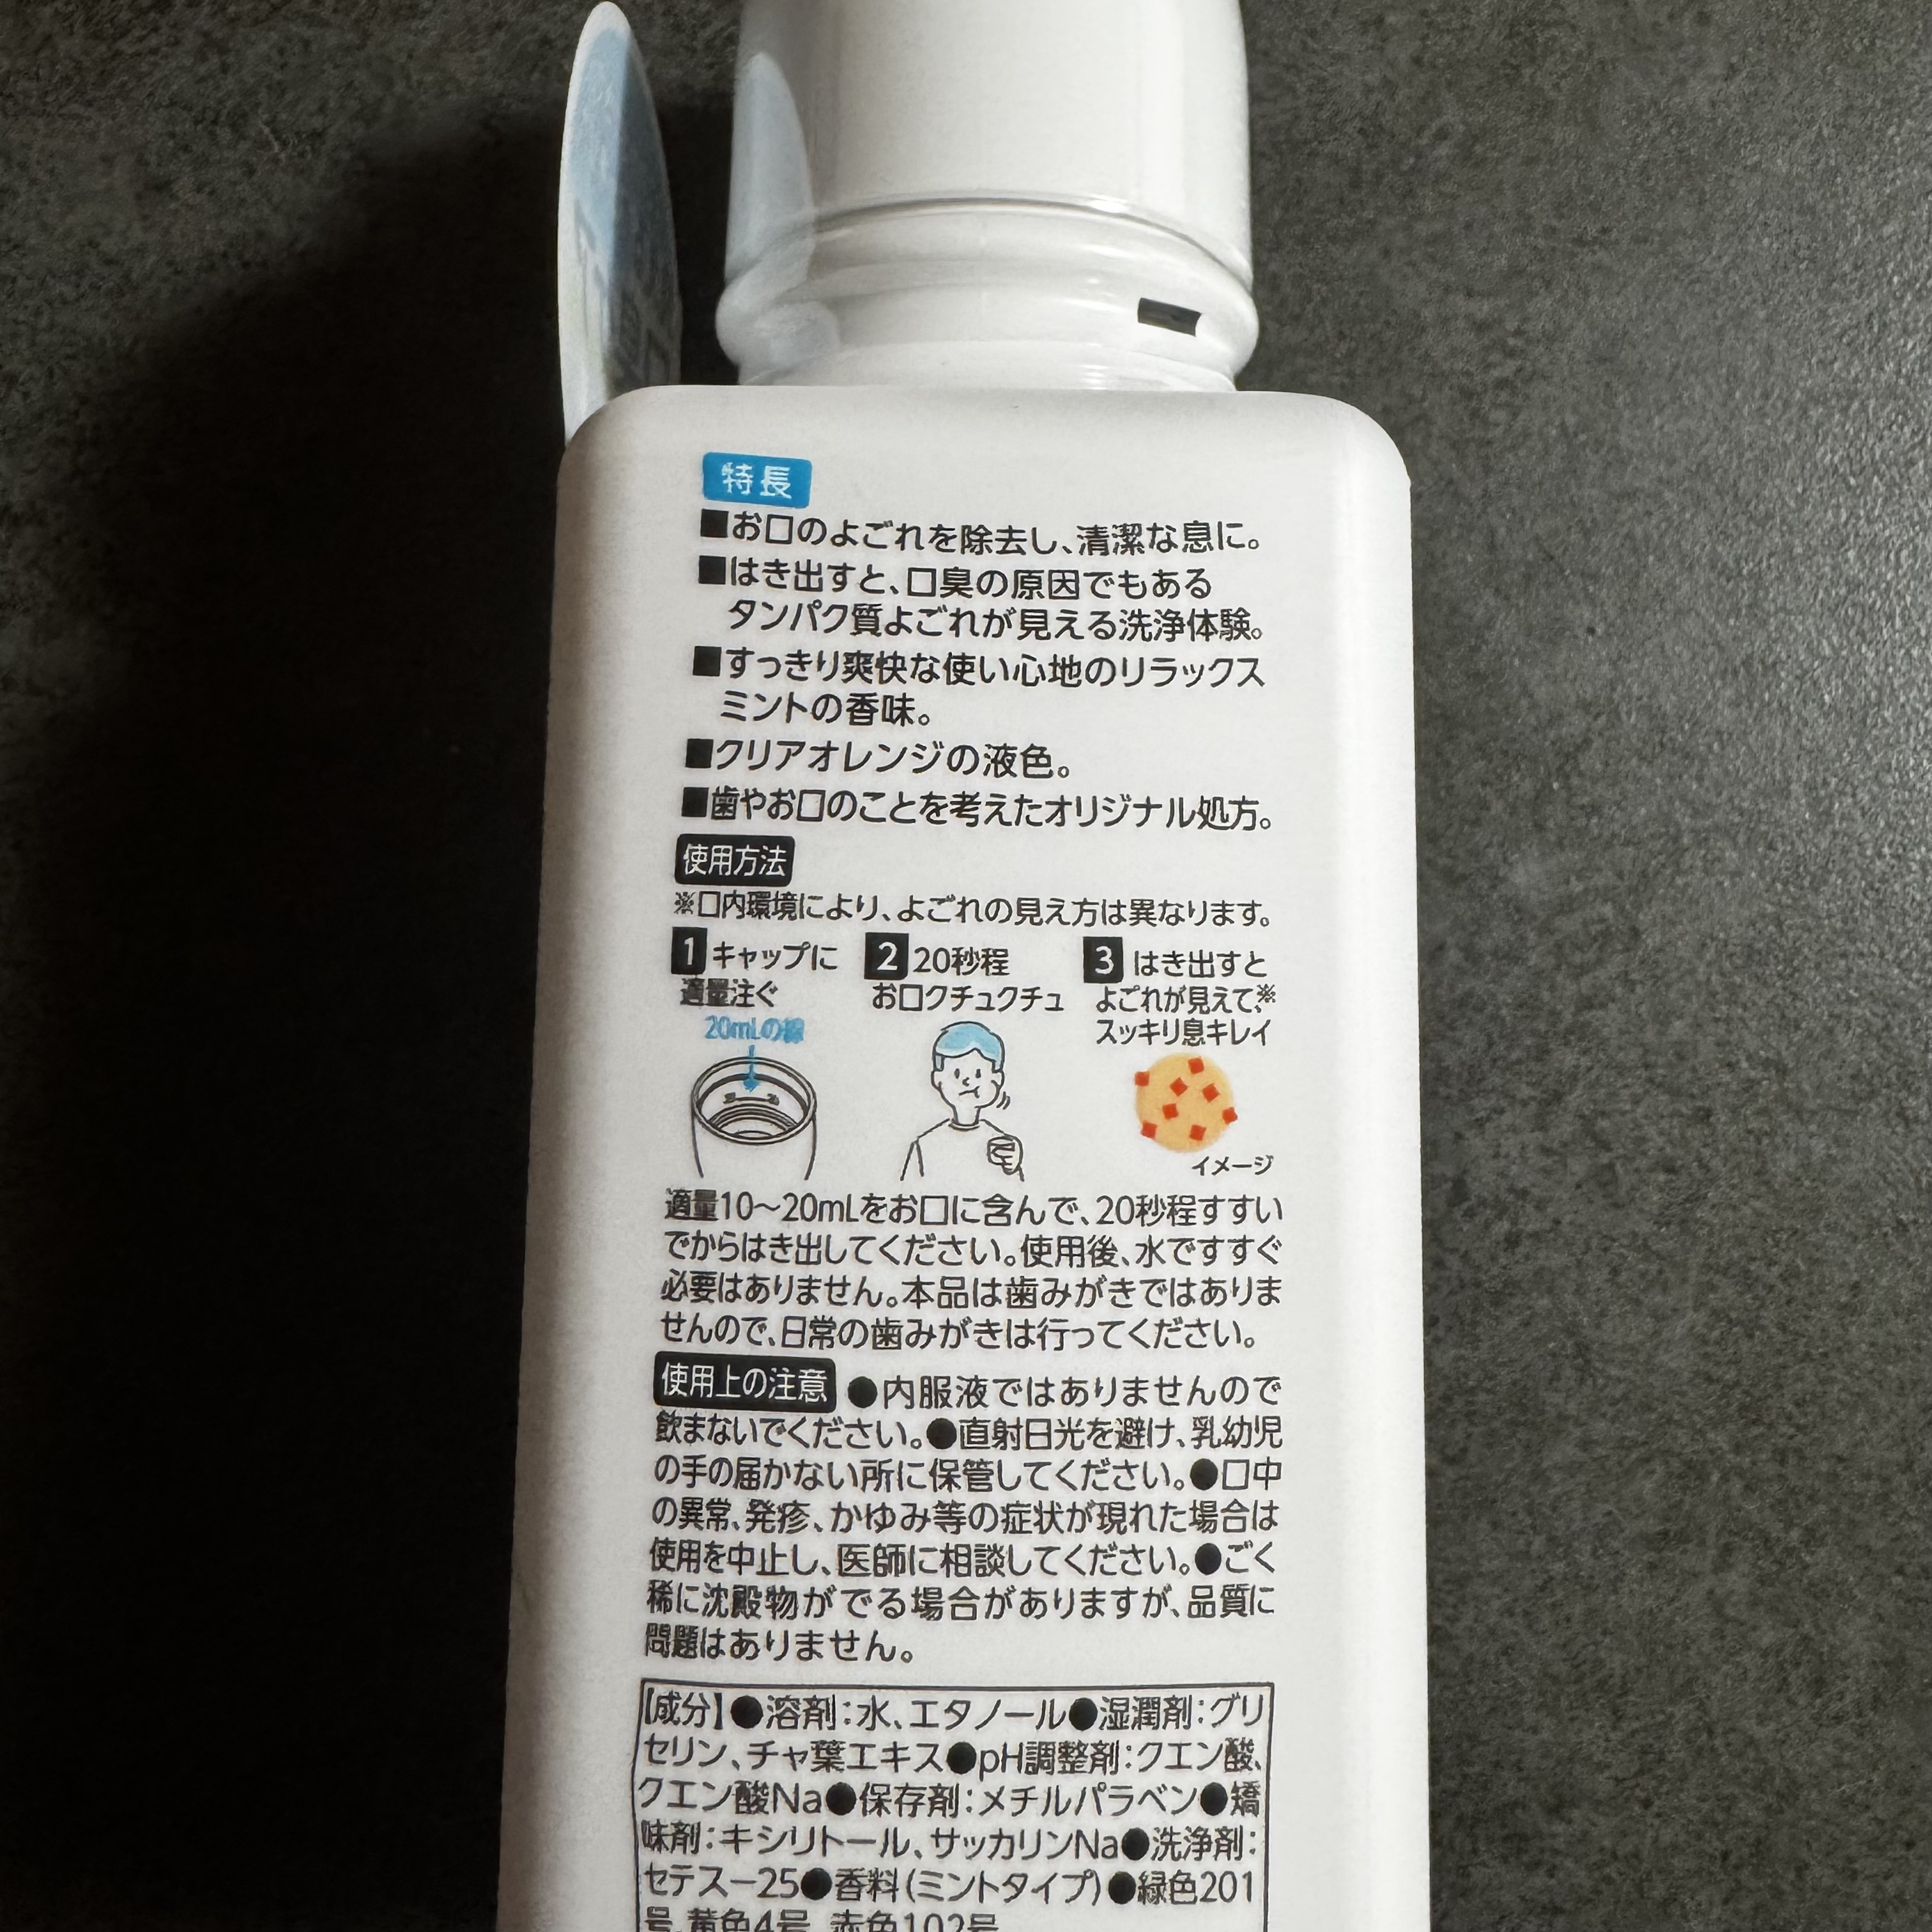 特長
■お口のよごれを除去し、清潔な息に。
■はき出すと、口臭の原因でもある
タンパク質よごれが見える洗浄体験。
■すっきり爽快な使い心地のリラックス
ミントの香味。
■クリアオレンジの液色。
■歯やお口のことを考えたオリジナル処方。
使用方法
※口内環境により、よごれの見え方は異なります。
1 キャップに
適量注ぐ
20mLの線
2 20秒程
お口クチュクチュ
3 はき出すと
よごれが見えて、※
スッキリ息キレイ
イメージ
適量10〜20mLをお口に含んで、20秒程すすい
でからはき出してください。使用後、水ですすぐ
必要はありません。本品は歯みがきではありま
せんので、日常の歯みがきは行ってください。
使用上の注意 ●内服液ではありませんので
飲まないでください。●直射日光を避け、乳幼児
の手の届かない所に保管してください。●口中
の異常、発疹、かゆみ等の症状が現れた場合は
使用を中止し、医師に相談してください。●ごく
稀に沈殿物がでる場合がありますが、品質に
問題はありません。
【成分】●溶剤:水、エタノール●湿潤剤:グリ
セリン、チャ葉エキス●pH調整剤:クエン酸、
クエン酸Na●保存剤:メチルパラベン●矯
味剤:キシリトール、サッカリンNa●洗浄剤:
セテス−25●香料(ミントタイプ)●緑色201
号、黄色4号、赤色102号